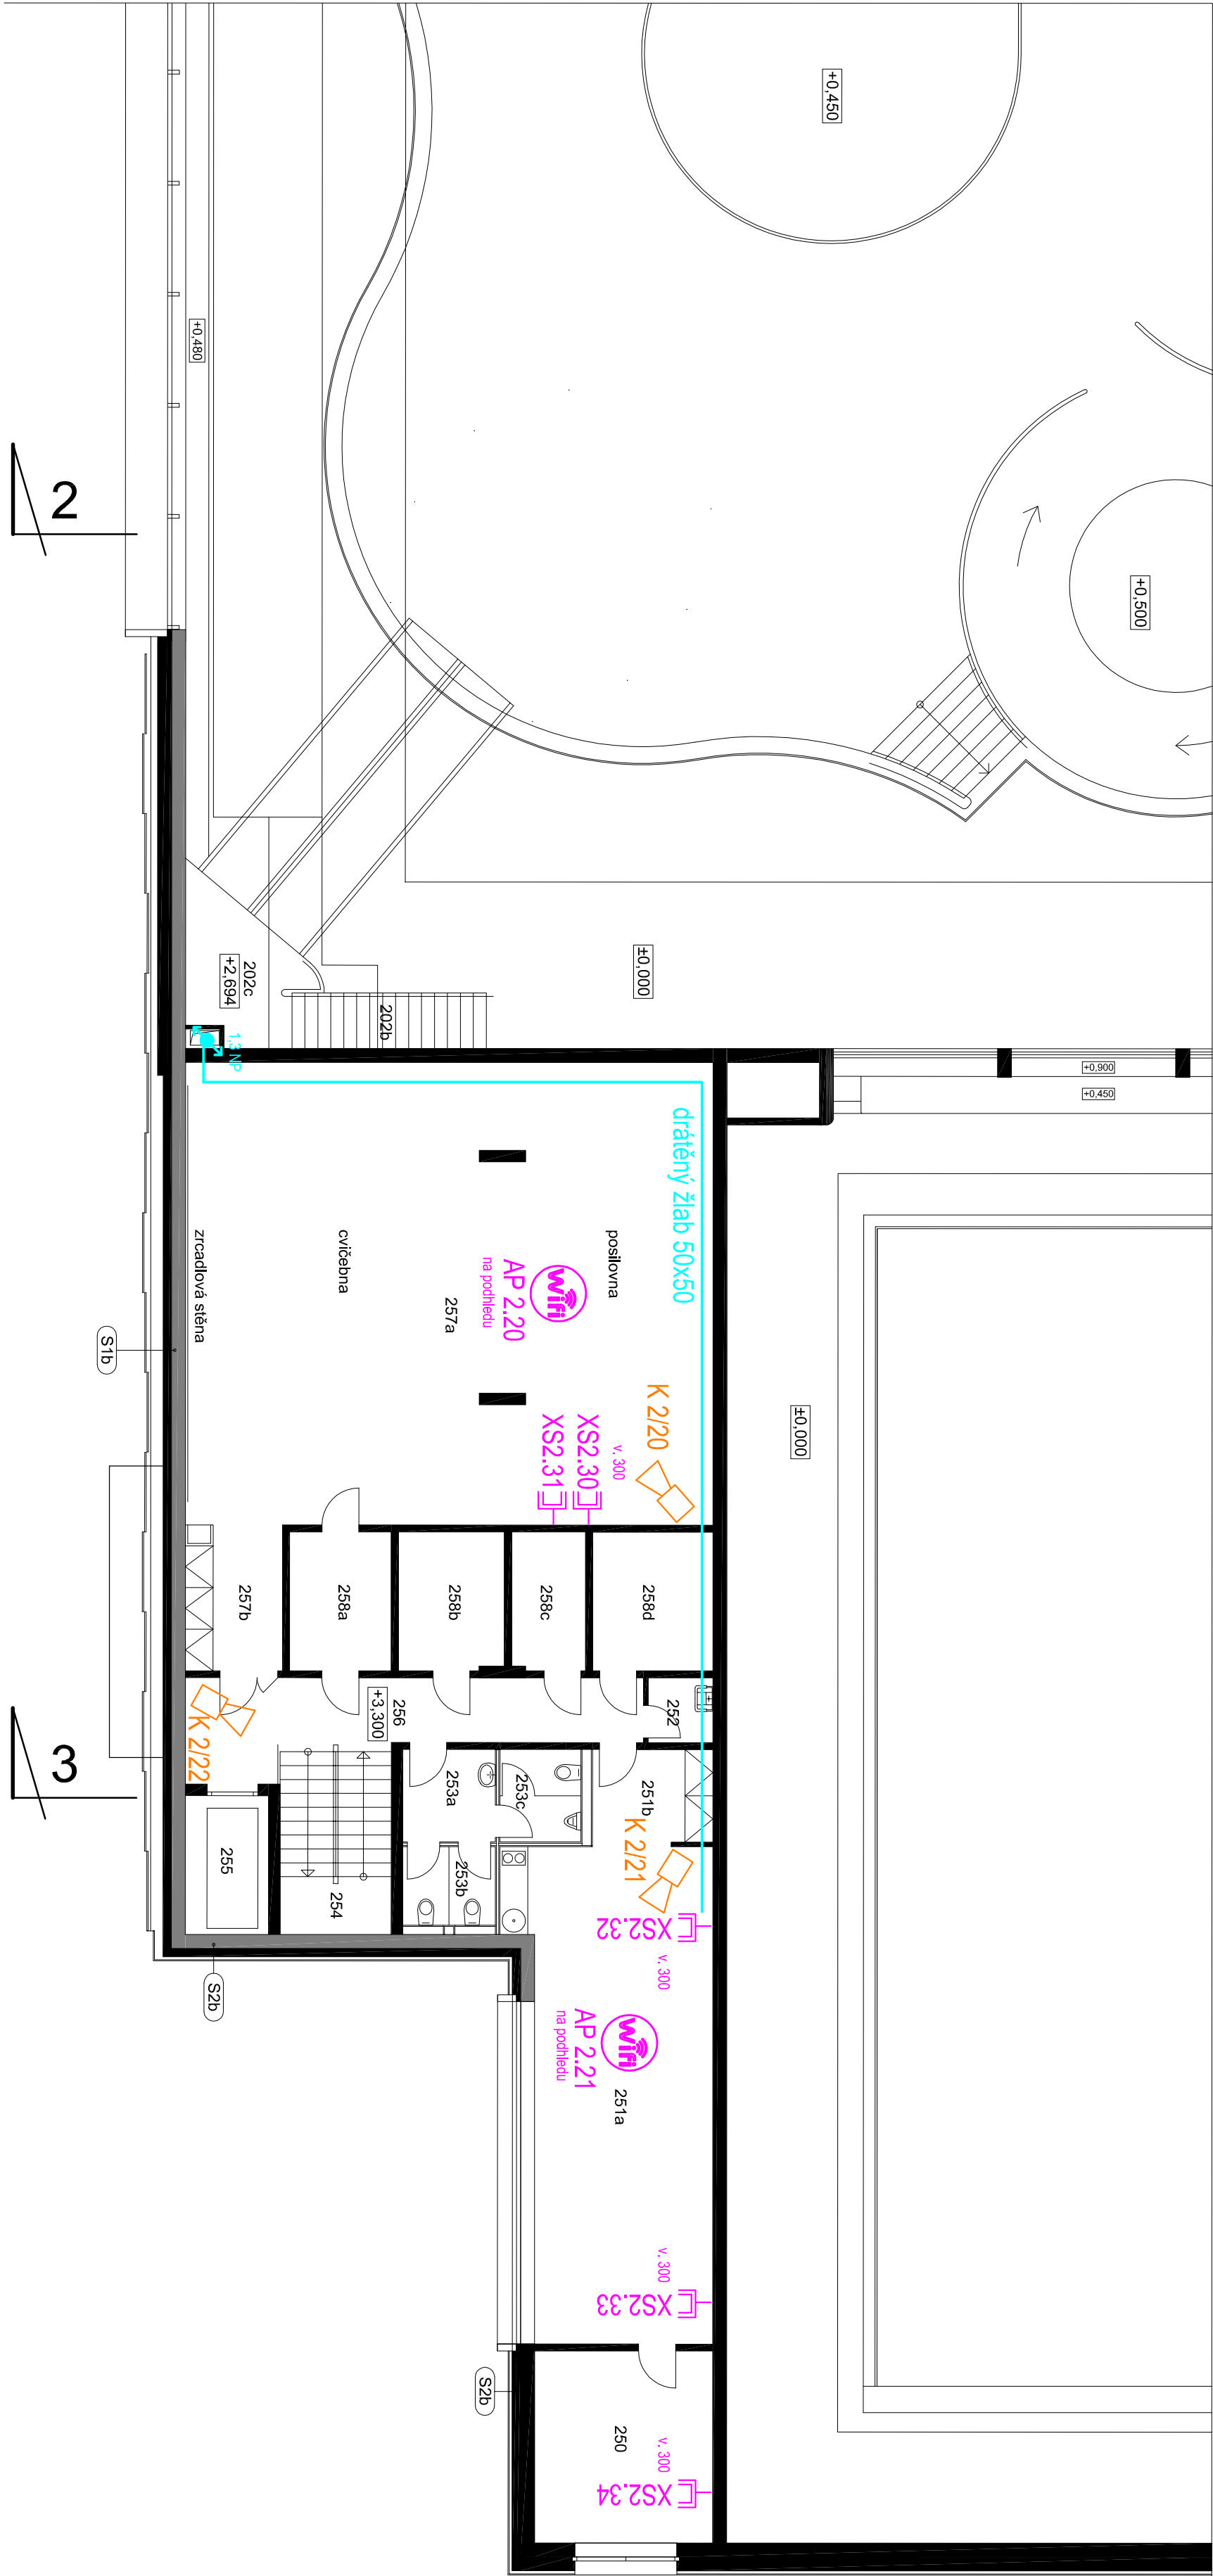 +0,450
+0,500
+0,480
2
±0,000
202c
+2,694
202b
1,3 NP
+0,900
+0,450
drátěný žlab 50x50
posilovna
wifi
AP 2.20
na podhledu
257a
cvičebna
zrcadlová stěna
S1b
±0,000
K 2/20
v. 300
XS2.30
XS2.31
258d
258c
258b
258a
257b
252
256
+3,300
K 2/22
3
251b
253c
253a
253b
K 2/21
254
255
XS2.32
v. 300
S2b
wifi
AP 2.21
na podhledu
251a
v. 300
XS2.33
S2b
250
v. 300
XS2.34